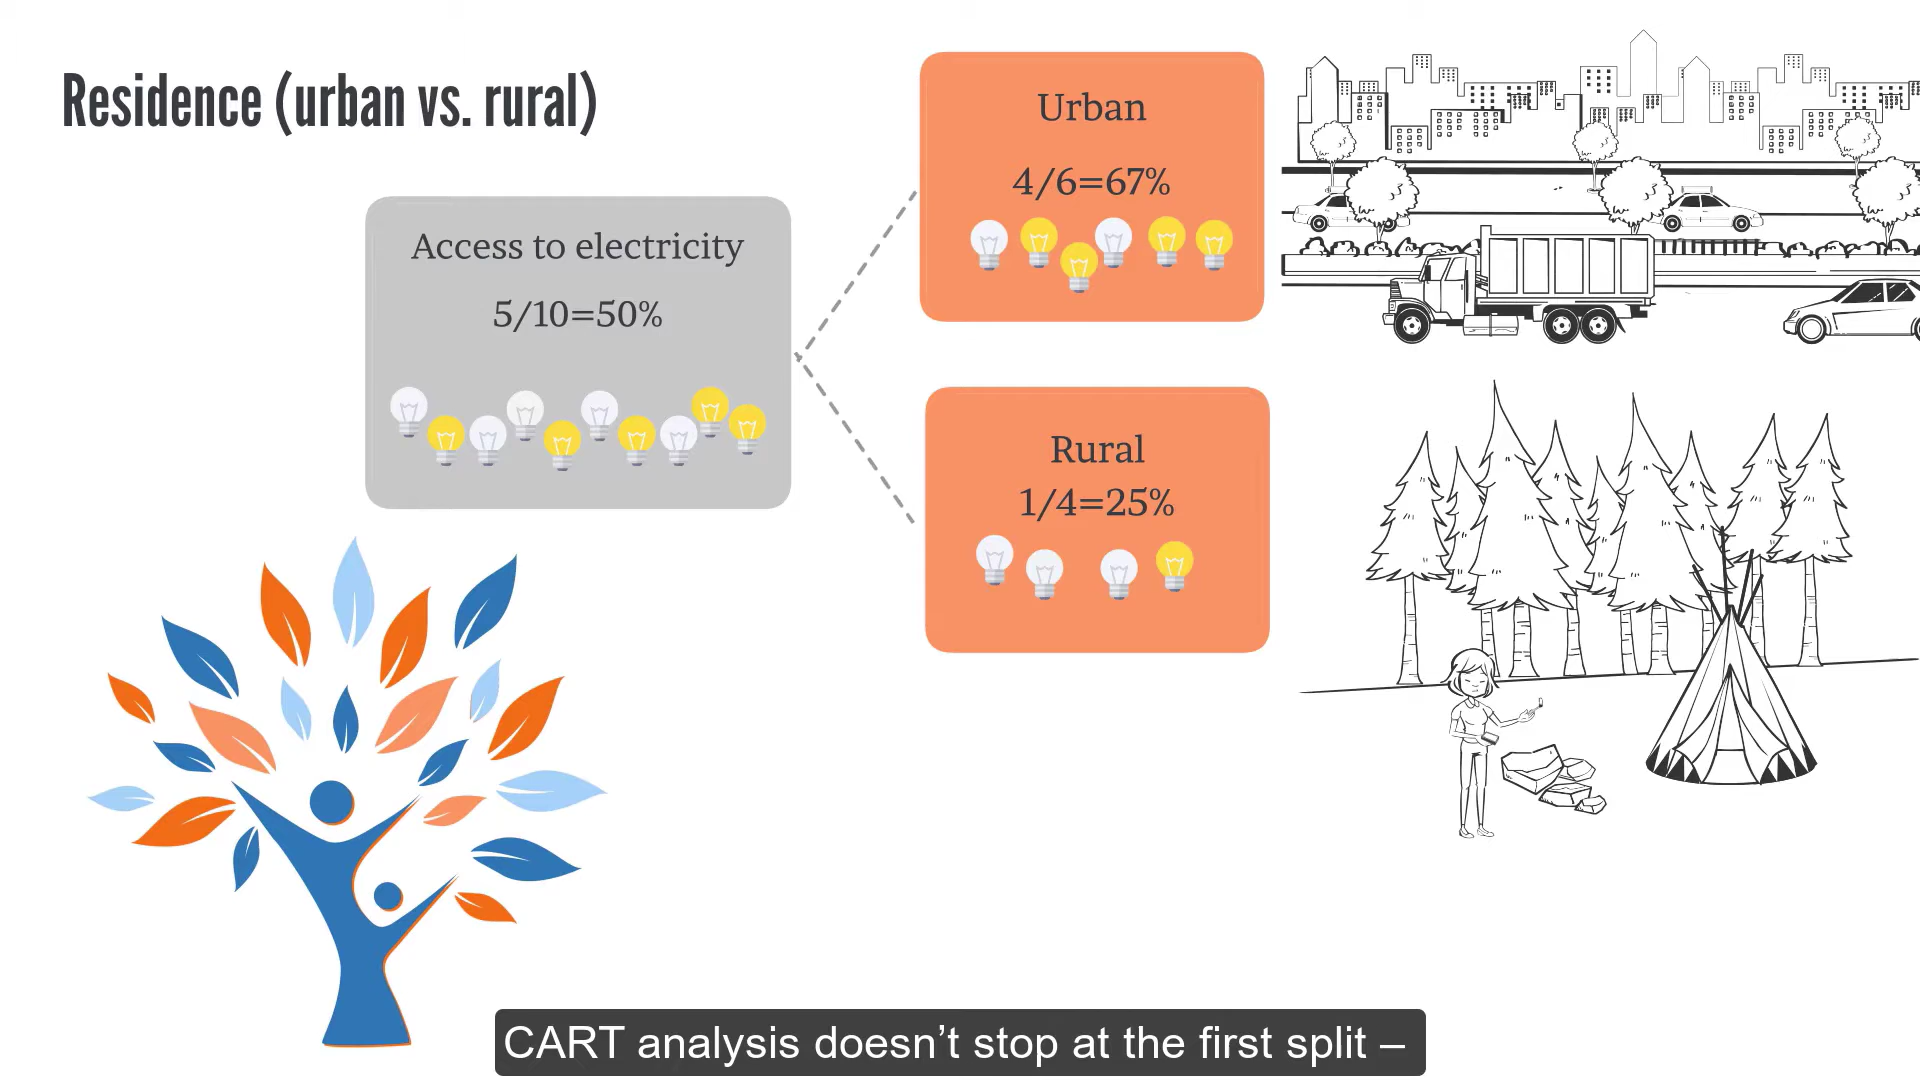 Residence (urban vs. rural)
Access to electricity
5/10=50%
Urban
4/6=67%
Rural
1/4=25%
CART analysis doesn’t stop at the first split –